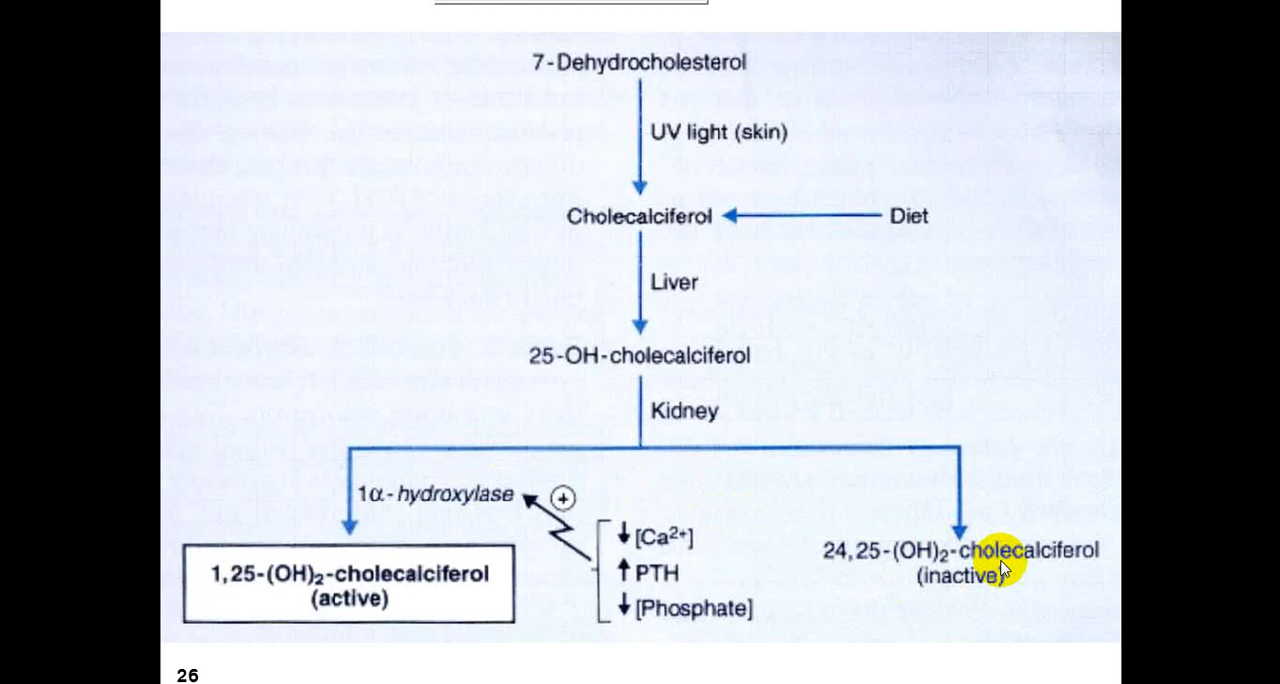 7-Dehydrocholesterol
UV light (skin)
Cholecalciferol
Diet
Liver
25-OH-cholecalciferol
Kidney
1α-hydroxylase
+
↓ [Ca²⁺]
↑ PTH
↓ [Phosphate]
1,25-(OH)₂-cholecalciferol
(active)
24,25-(OH)₂-cholecalciferol
(inactive)
26